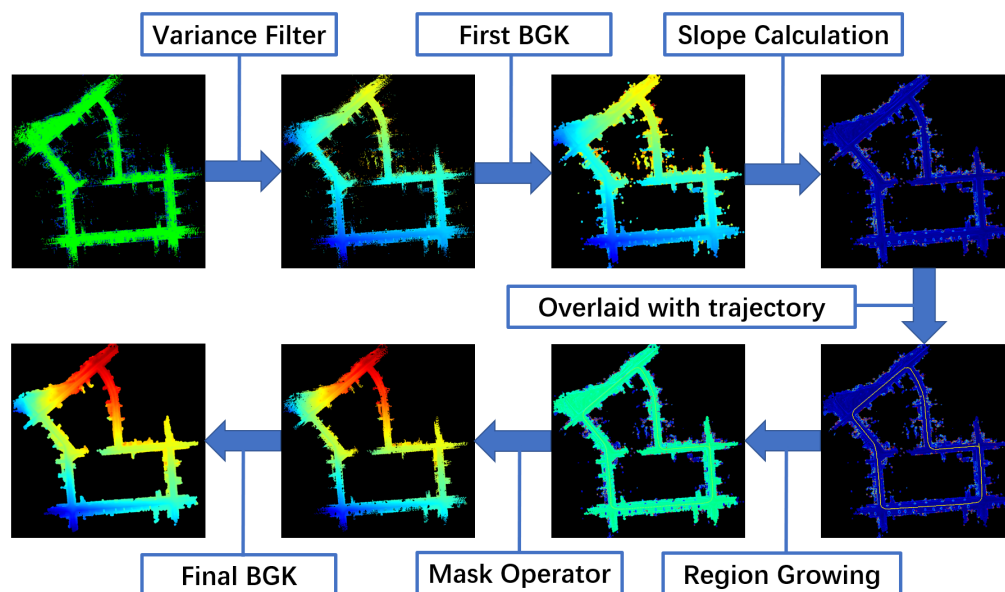 Variance Filter
First BGK
Slope Calculation
Overlaid with trajectory
Final BGK
Mask Operator
Region Growing